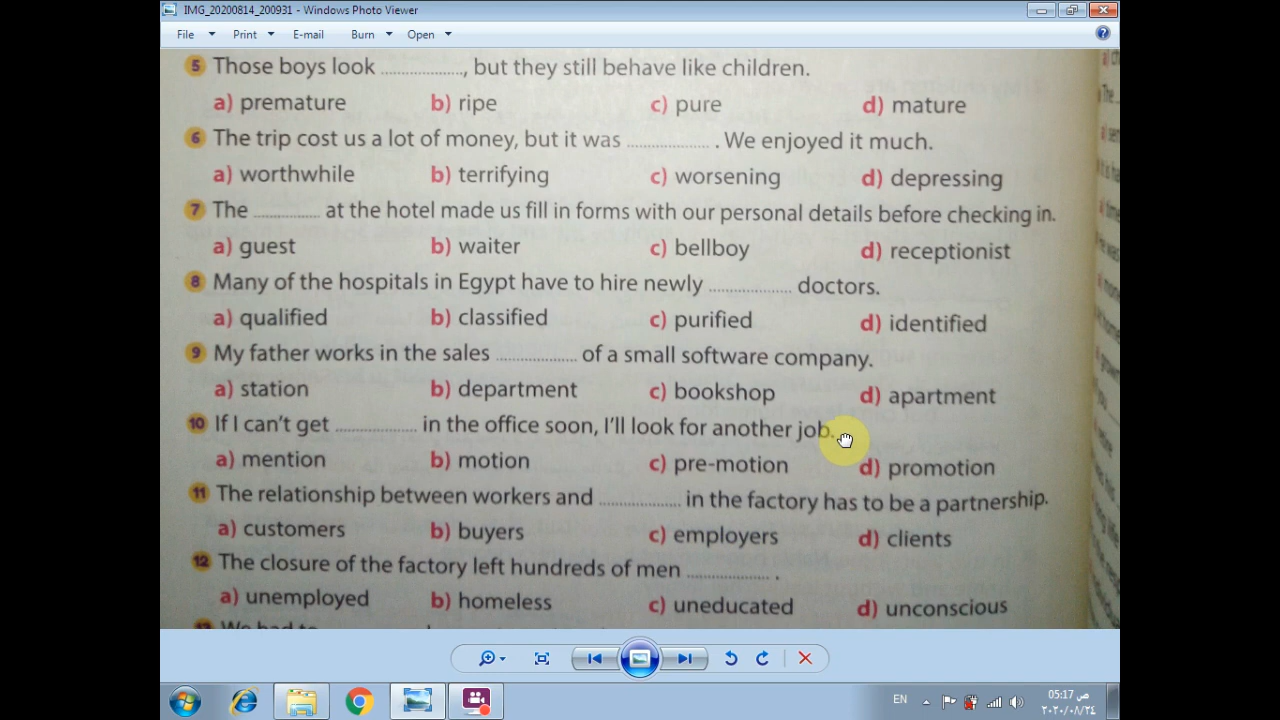 IMG_20200814_200931 - Windows Photo Viewer
File Print E-mail Burn Open
5 Those boys look ..................., but they still behave like children.
a) premature b) ripe c) pure d) mature
6 The trip cost us a lot of money, but it was ................... . We enjoyed it much.
a) worthwhile b) terrifying c) worsening d) depressing
7 The ............... at the hotel made us fill in forms with our personal details before checking in.
a) guest b) waiter c) bellboy d) receptionist
8 Many of the hospitals in Egypt have to hire newly ................... doctors.
a) qualified b) classified c) purified d) identified
9 My father works in the sales ................... of a small software company.
a) station b) department c) bookshop d) apartment
10 If I can't get ................... in the office soon, I'll look for another job.
a) mention b) motion c) pre-motion d) promotion
11 The relationship between workers and ................... in the factory has to be a partnership.
a) customers b) buyers c) employers d) clients
12 The closure of the factory left hundreds of men ................... .
a) unemployed b) homeless c) uneducated d) unconscious
13 We had to
EN
05:17 ص
٢٠٢٠/٠٨/٢٤